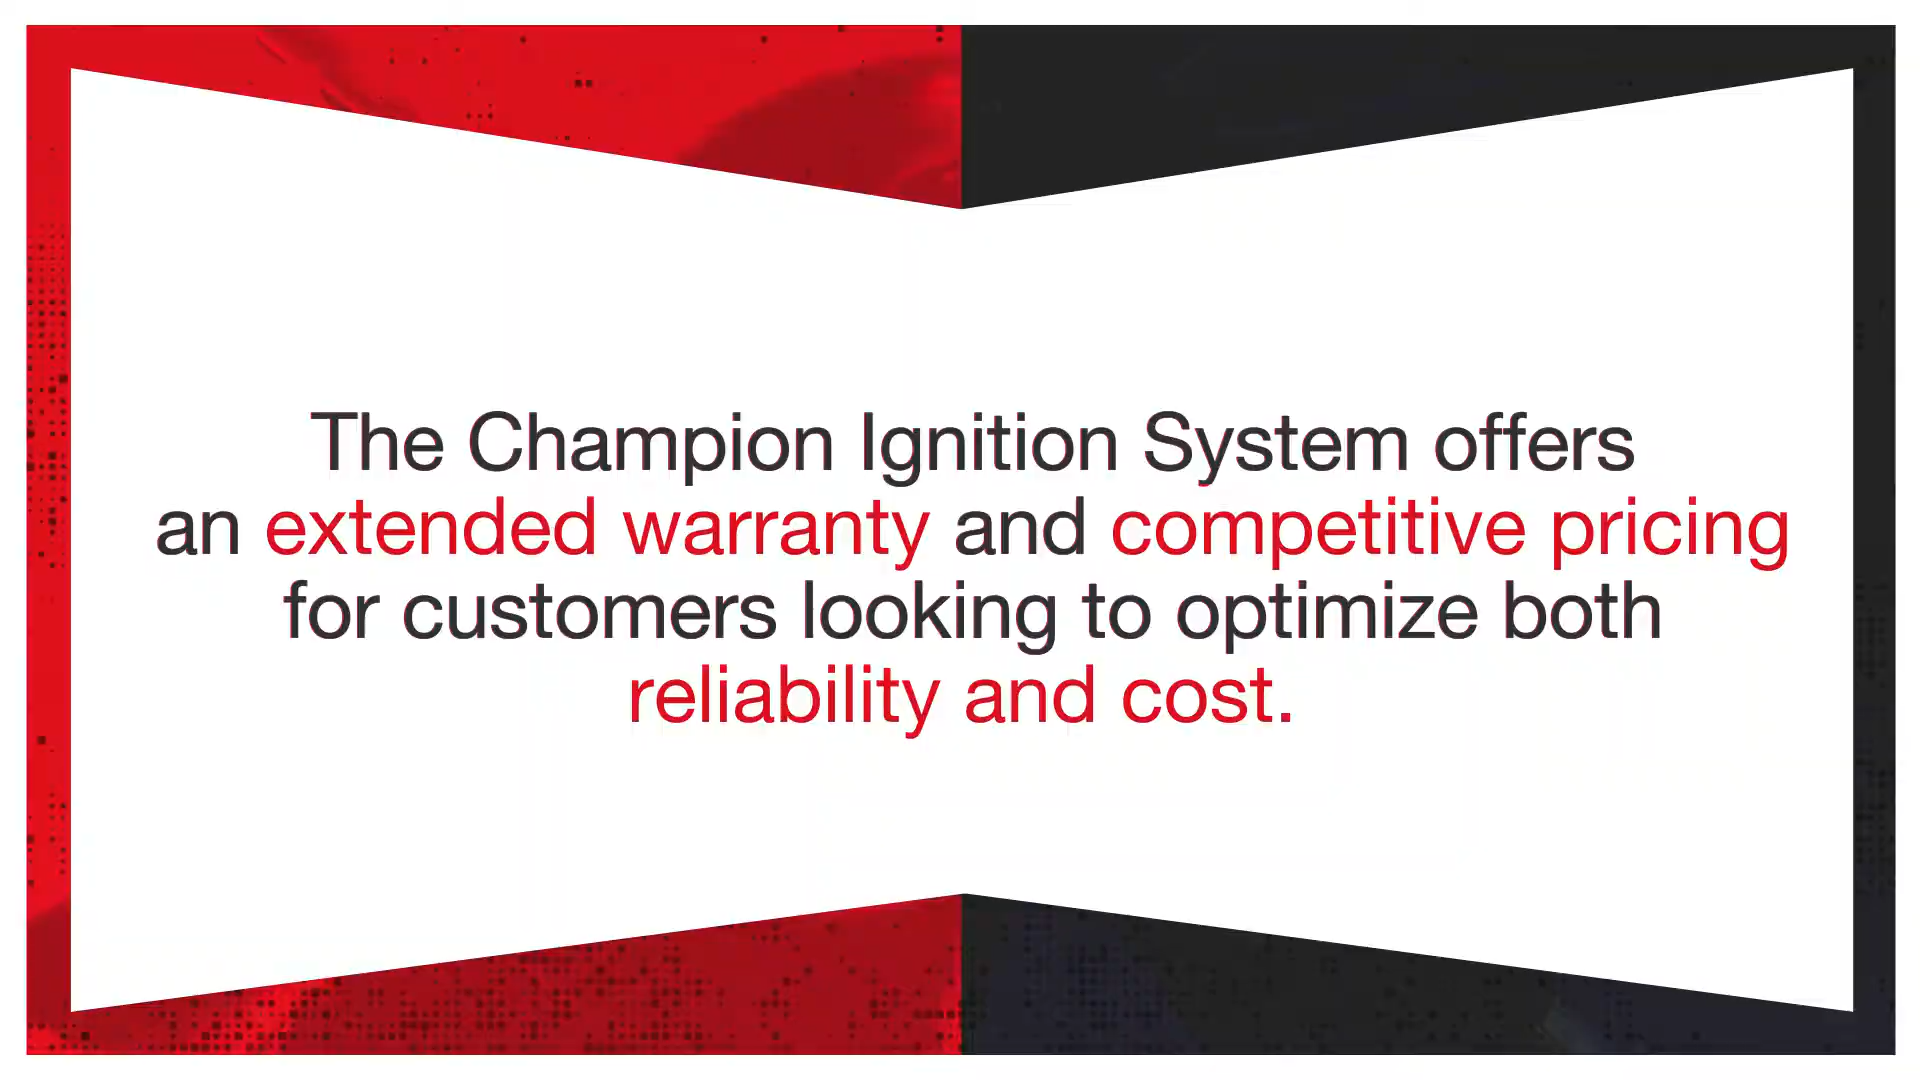 The Champion Ignition System offers
an extended warranty and competitive pricing
for customers looking to optimize both
reliability and cost.